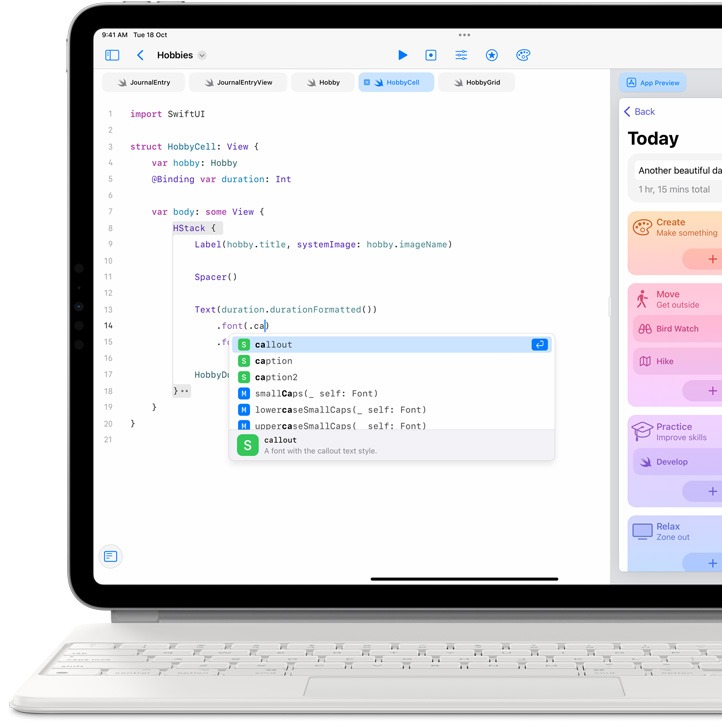 9:41 AM Tue 18 Oct
Hobbies
JournalEntry
JournalEntryView
Hobby
HobbyCell
HobbyGrid
App Preview
1 import SwiftUI
2
3 struct HobbyCell: View {
4 var hobby: Hobby
5 @Binding var duration: Int
6
7 var body: some View {
8 HStack {
9 Label(hobby.title, systemImage: hobby.imageName)
10
11 Spacer()
12
13 Text(duration.durationFormatted())
14 .font(.ca)
15
16
17
18 }
19 }
20 }
21
S callout
S caption
S caption2
M smallCaps(_ self: Font)
M lowercaseSmallCaps(_ self: Font)
M uppercaseSmallCaps(_ self: Font)
S callout
A font with the callout text style.
Back
Today
Another beautiful
1 hr, 15 mins total
Create
Make something
+
Move
Get outside
Bird Watch
Hike
+
Practice
Improve skills
Develop
+
Relax
Zone out
+